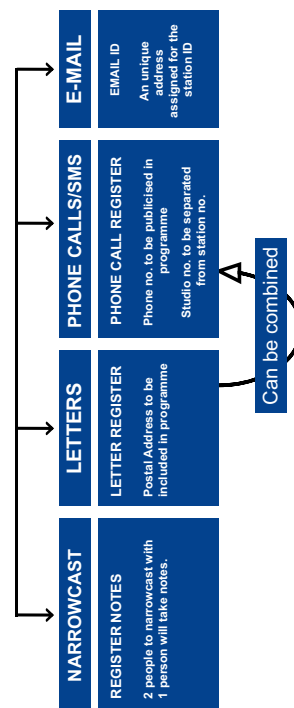 NARROWCAST
REGISTER NOTES
2 people to narrowcast with
1 person will take notes.
LETTERS
LETTER REGISTER
Postal Address to be
included in programme
PHONE CALLS/SMS
PHONE CALL REGISTER
Phone no. to be publicised in
programme
Studio no. to be separated
from station no.
E-MAIL
EMAIL ID
An unique
address
assigned for the
station ID
Can be combined